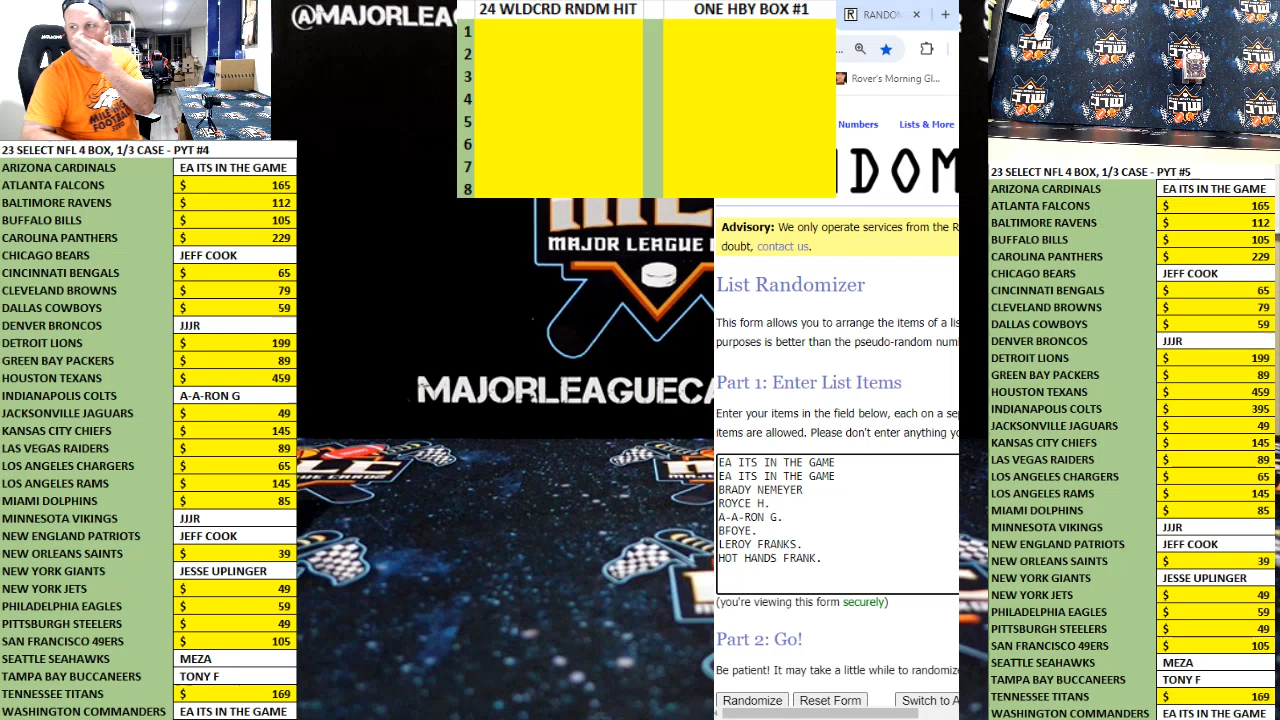 @MAJORLEA
24 WLDCRD RNDM HIT
ONE HBY BOX #1
1
2
3
4
5
6
7
8
RANDO
Rover's Morning Gl...
Numbers
Lists & More
DOM
Advisory: We only operate services from the R
doubt, contact us.
List Randomizer
This form allows you to arrange the items of a lis
purposes is better than the pseudo-random num
Part 1: Enter List Items
Enter your items in the field below, each on a se
items are allowed. Please don't enter anything yo
EA ITS IN THE GAME
EA ITS IN THE GAME
BRADY NEMEYER
ROYCE H.
A-A-RON G.
BFOYE.
LEROY FRANKS.
HOT HANDS FRANK.
(you're viewing this form securely)
Part 2: Go!
Be patient! It may take a little while to randomize
Randomize
Reset Form
Switch to A
MAJOR LEAGUE
MAJORLEAGUECA
23 SELECT NFL 4 BOX, 1/3 CASE - PYT #4
ARIZONA CARDINALS EA ITS IN THE GAME
ATLANTA FALCONS $ 165
BALTIMORE RAVENS $ 112
BUFFALO BILLS $ 105
CAROLINA PANTHERS $ 229
CHICAGO BEARS JEFF COOK
CINCINNATI BENGALS $ 65
CLEVELAND BROWNS $ 79
DALLAS COWBOYS $ 59
DENVER BRONCOS JJJR
DETROIT LIONS $ 199
GREEN BAY PACKERS $ 89
HOUSTON TEXANS $ 459
INDIANAPOLIS COLTS A-A-RON G
JACKSONVILLE JAGUARS $ 49
KANSAS CITY CHIEFS $ 145
LAS VEGAS RAIDERS $ 89
LOS ANGELES CHARGERS $ 65
LOS ANGELES RAMS $ 145
MIAMI DOLPHINS $ 85
MINNESOTA VIKINGS JJJR
NEW ENGLAND PATRIOTS JEFF COOK
NEW ORLEANS SAINTS $ 39
NEW YORK GIANTS JESSE UPLINGER
NEW YORK JETS $ 49
PHILADELPHIA EAGLES $ 59
PITTSBURGH STEELERS $ 49
SAN FRANCISCO 49ERS $ 105
SEATTLE SEAHAWKS MEZA
TAMPA BAY BUCCANEERS TONY F
TENNESSEE TITANS $ 169
WASHINGTON COMMANDERS EA ITS IN THE GAME
23 SELECT NFL 4 BOX, 1/3 CASE - PYT #5
ARIZONA CARDINALS EA ITS IN THE GAME
ATLANTA FALCONS $ 165
BALTIMORE RAVENS $ 112
BUFFALO BILLS $ 105
CAROLINA PANTHERS $ 229
CHICAGO BEARS JEFF COOK
CINCINNATI BENGALS $ 65
CLEVELAND BROWNS $ 79
DALLAS COWBOYS $ 59
DENVER BRONCOS JJJR
DETROIT LIONS $ 199
GREEN BAY PACKERS $ 89
HOUSTON TEXANS $ 459
INDIANAPOLIS COLTS $ 395
JACKSONVILLE JAGUARS $ 49
KANSAS CITY CHIEFS $ 145
LAS VEGAS RAIDERS $ 89
LOS ANGELES CHARGERS $ 65
LOS ANGELES RAMS $ 145
MIAMI DOLPHINS $ 85
MINNESOTA VIKINGS JJJR
NEW ENGLAND PATRIOTS JEFF COOK
NEW ORLEANS SAINTS $ 39
NEW YORK GIANTS JESSE UPLINGER
NEW YORK JETS $ 49
PHILADELPHIA EAGLES $ 59
PITTSBURGH STEELERS $ 49
SAN FRANCISCO 49ERS $ 105
SEATTLE SEAHAWKS MEZA
TAMPA BAY BUCCANEERS TONY F
TENNESSEE TITANS $ 169
WASHINGTON COMMANDERS EA ITS IN THE GAME